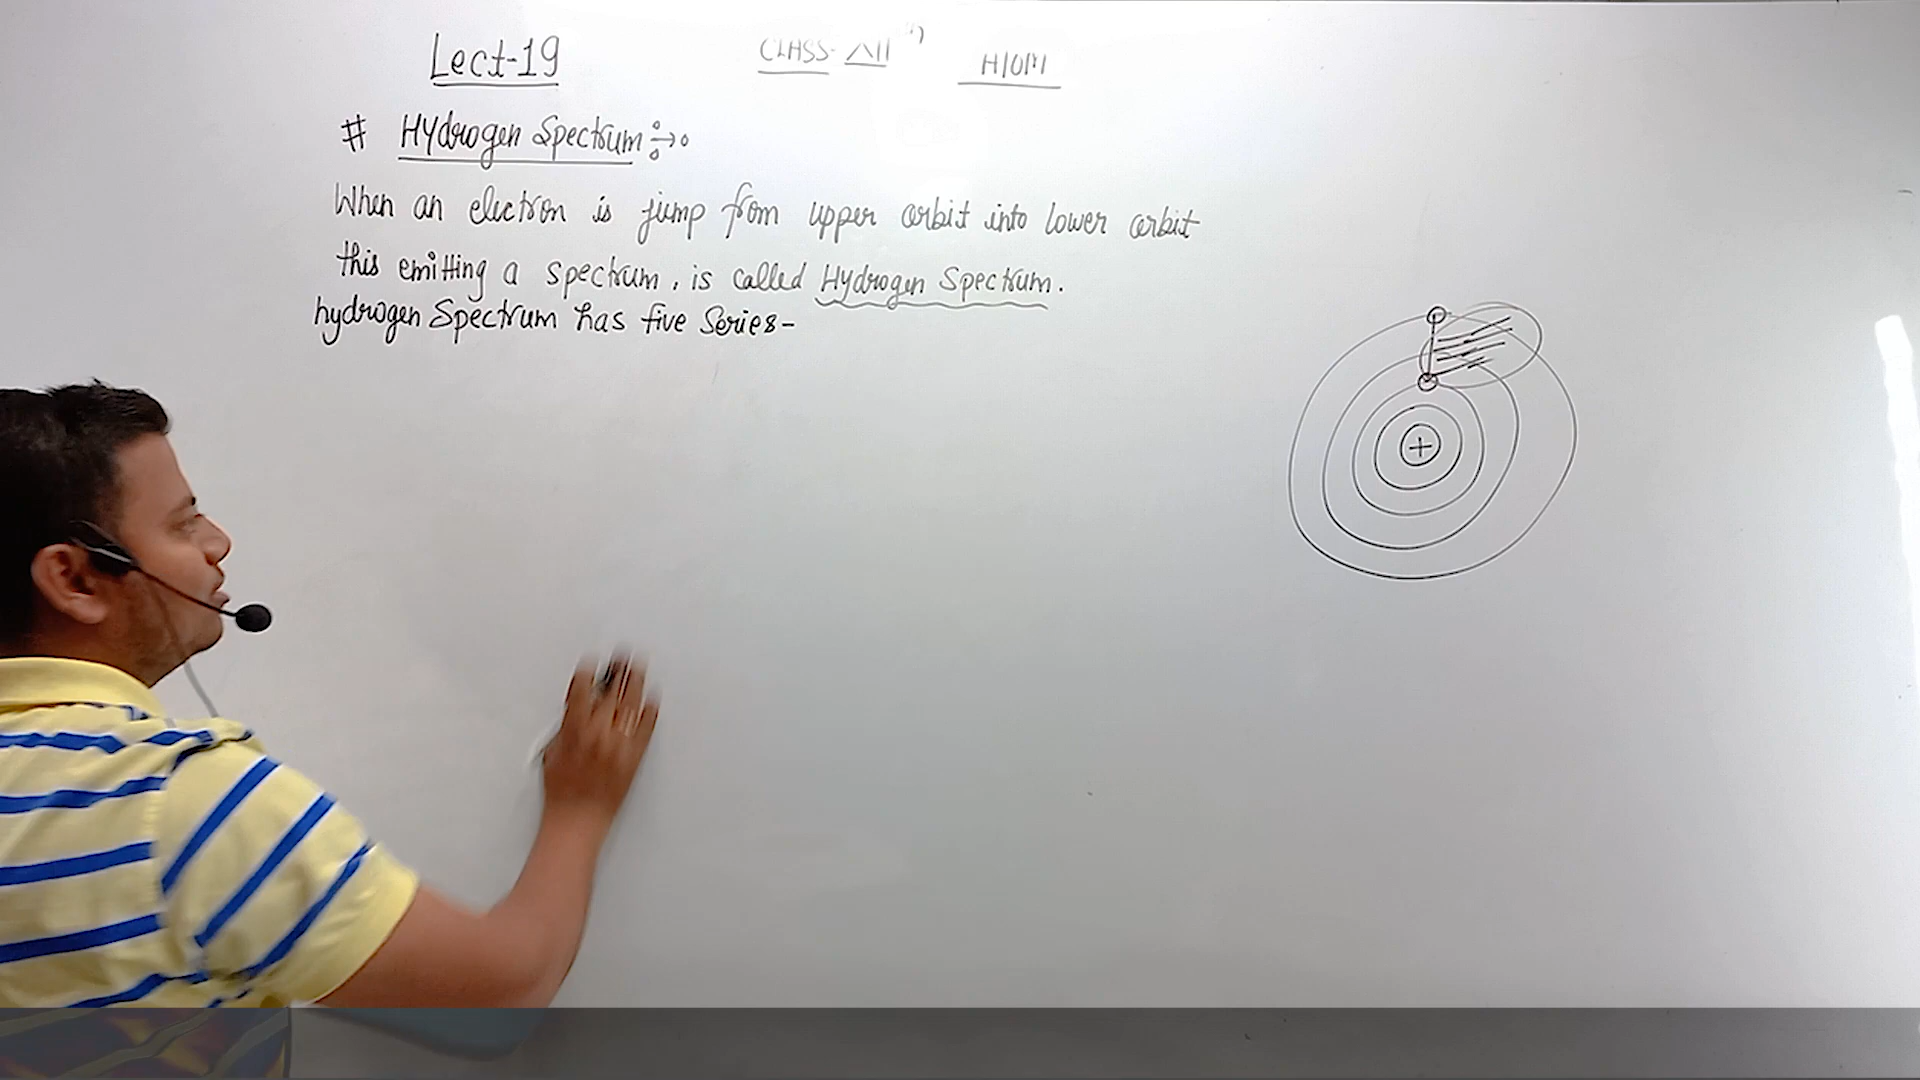 Lect-19
CLASS-XII
ATOM
# Hydrogen Spectrum
When an electron is jump from upper orbit into lower orbit
this emitting a spectrum, is called Hydrogen Spectrum.
hydrogen Spectrum has five Series-
+